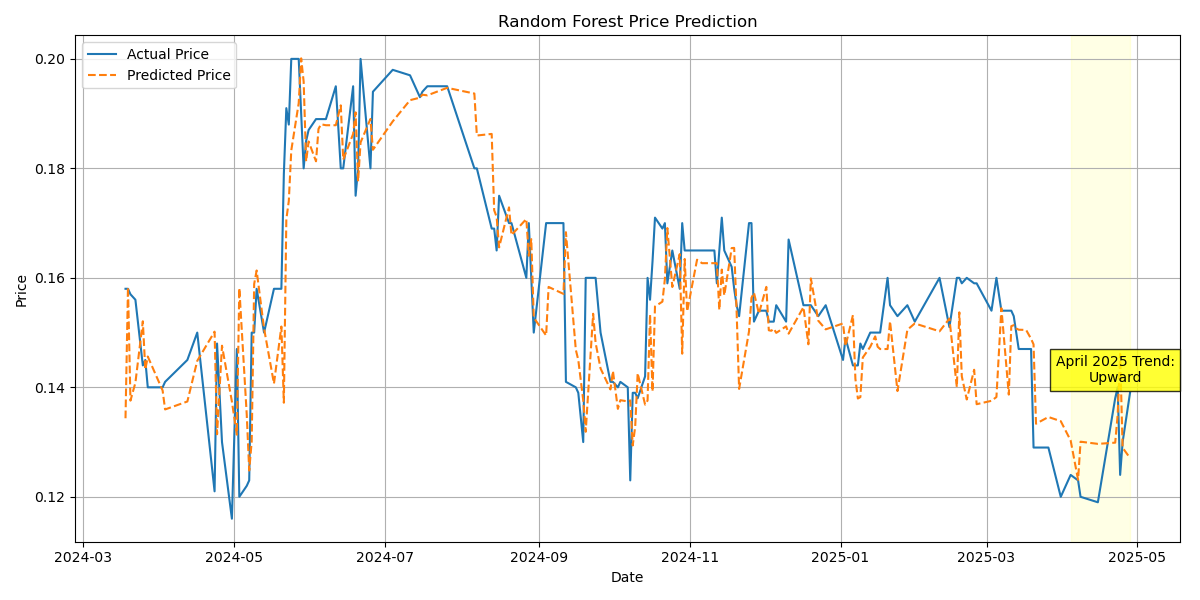 Random Forest Price Prediction
Actual Price
Predicted Price
0.20
0.18
0.16
0.14
0.12
Price
April 2025 Trend:
Upward
2024-03
2024-05
2024-07
2024-09
2024-11
2025-01
2025-03
2025-05
Date